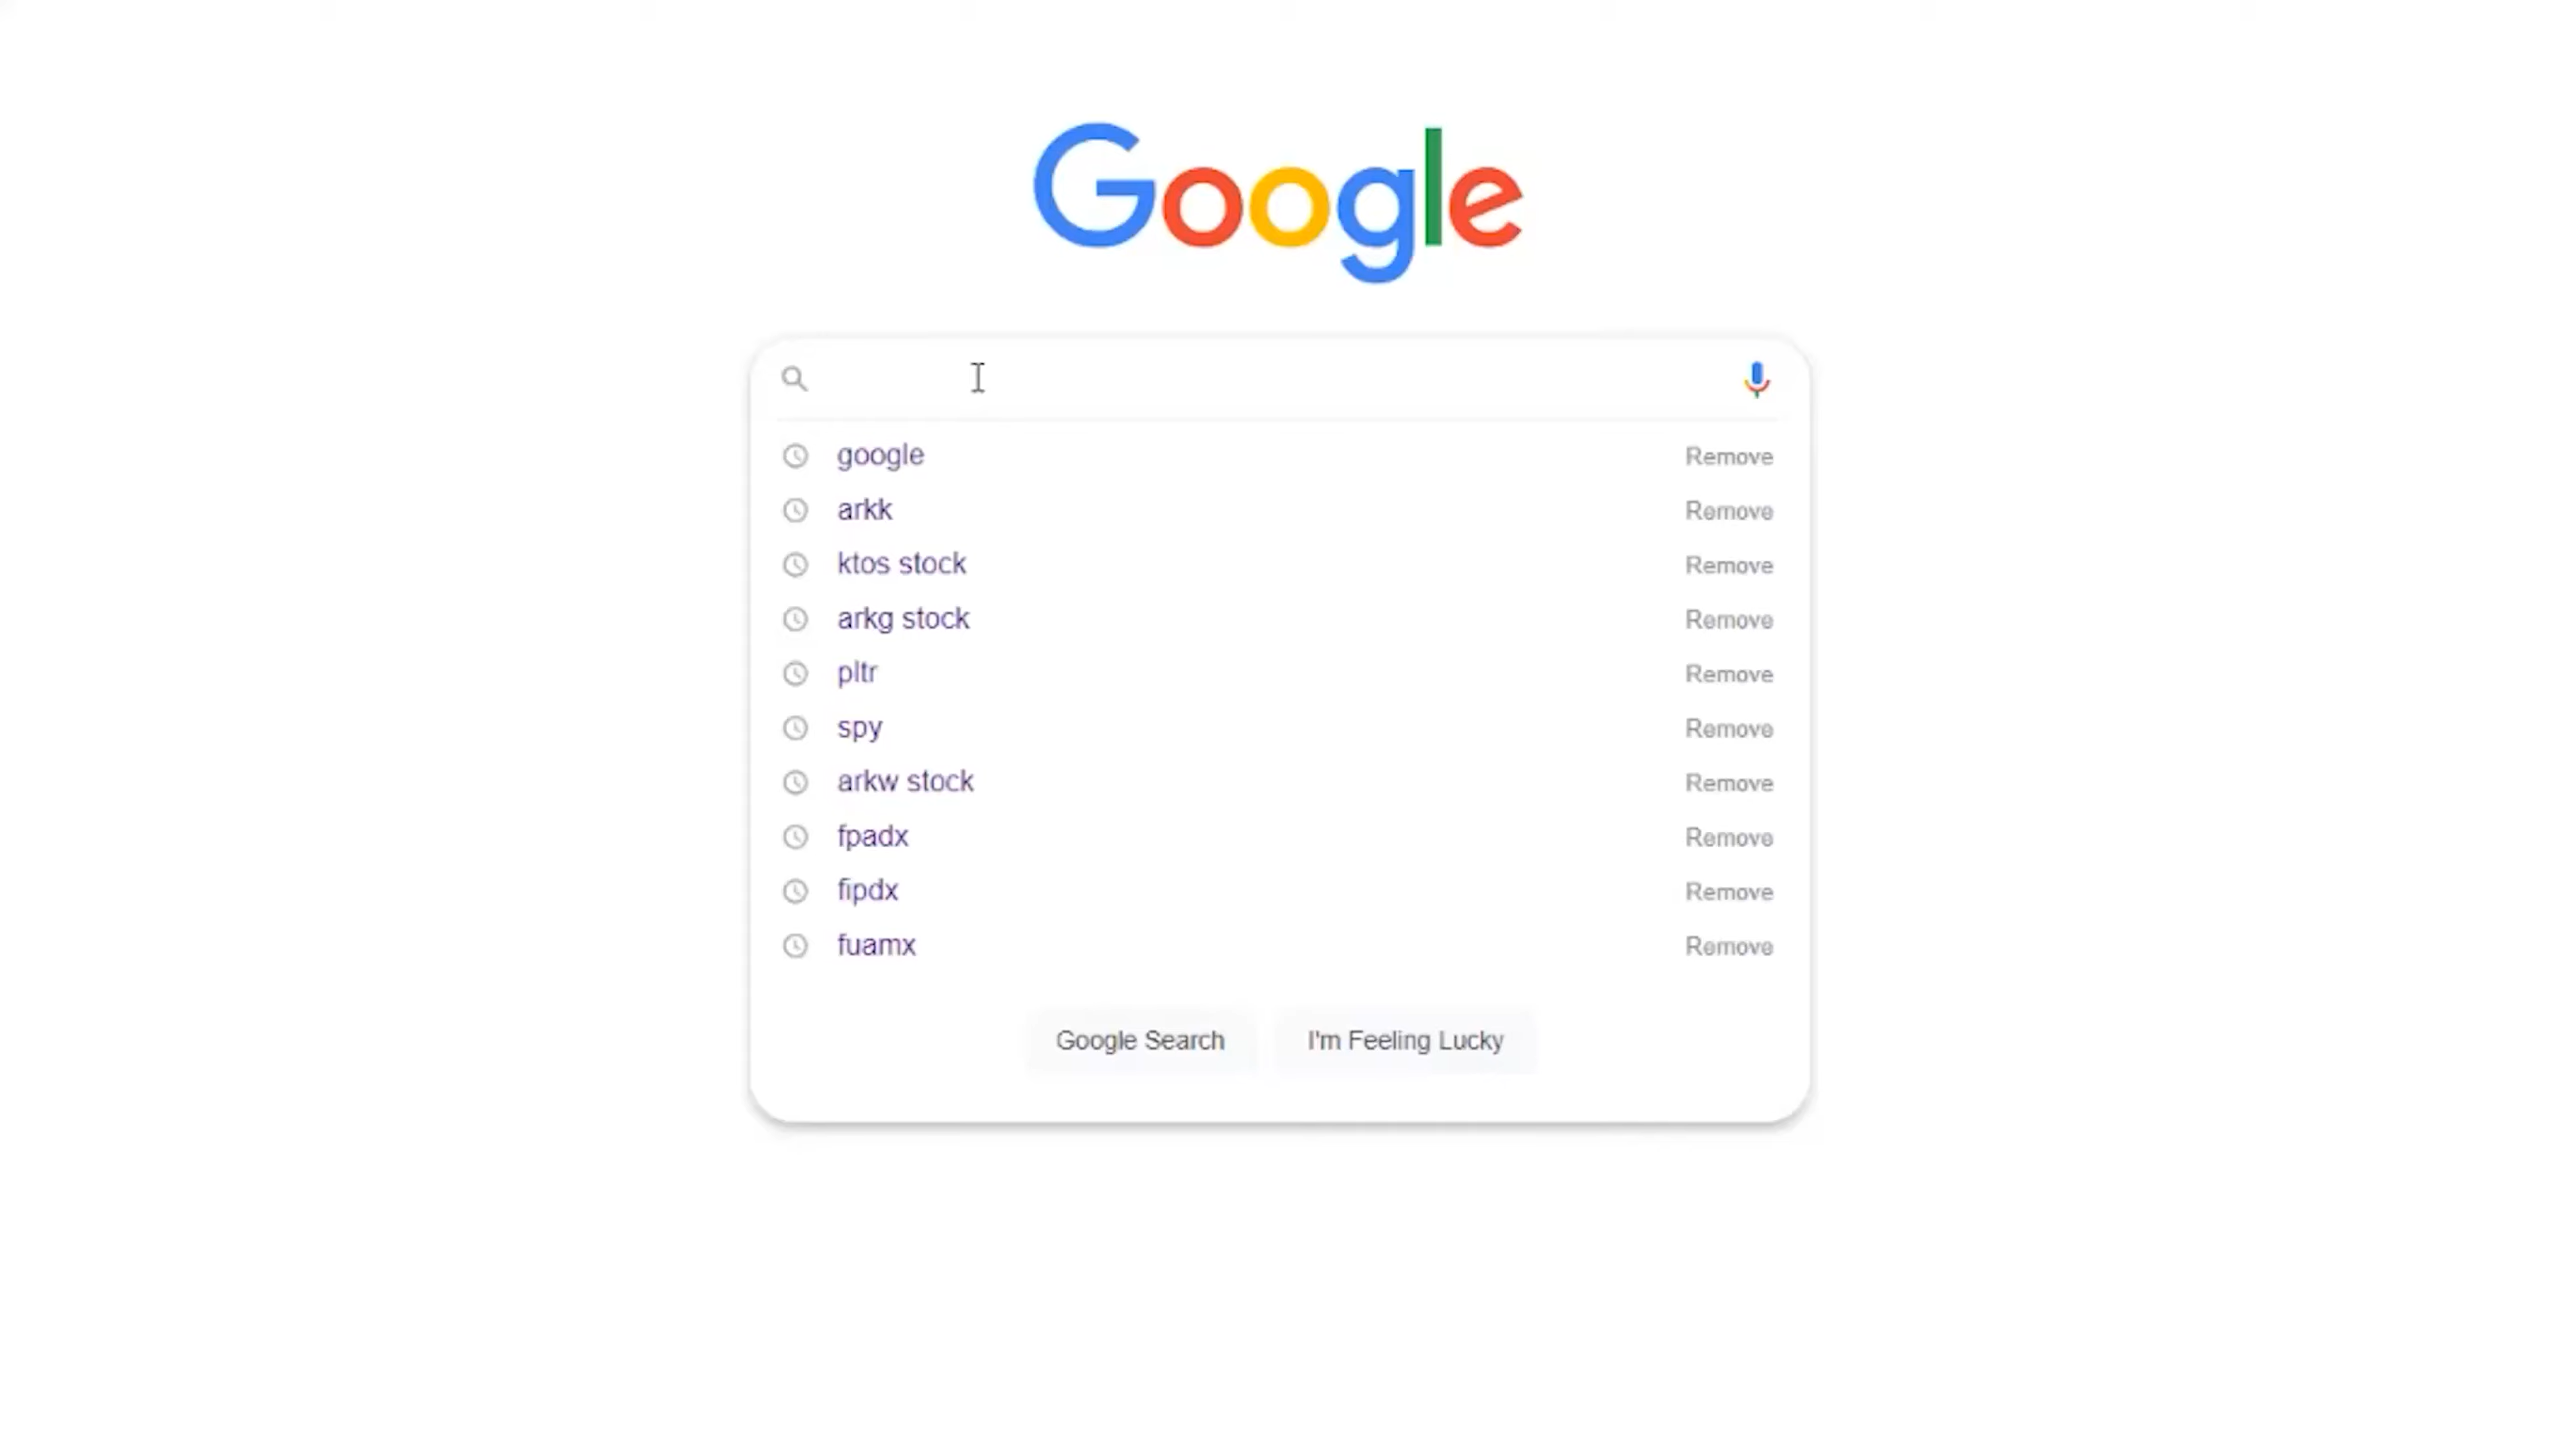 Google
google Remove
arkk Remove
ktos stock Remove
arkg stock Remove
pltr Remove
spy Remove
arkw stock Remove
fpadx Remove
fipdx Remove
fuamx Remove
Google Search I'm Feeling Lucky